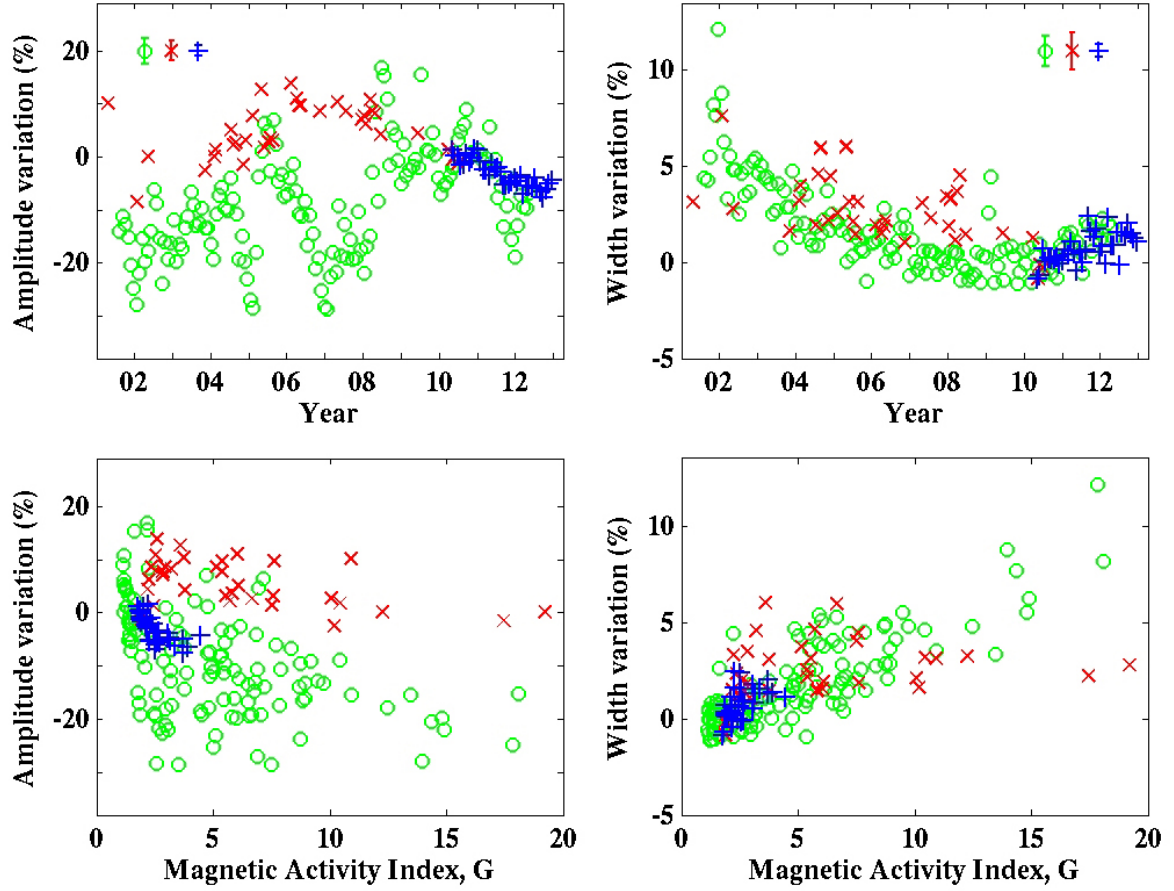 Amplitude variation (%)
20
0
-20
02 04 06 08 10 12
Year
Width variation (%)
10
5
0
-5
02 04 06 08 10 12
Year
Amplitude variation (%)
20
0
-20
0 5 10 15 20
Magnetic Activity Index, G
Width variation (%)
10
5
0
-5
0 5 10 15 20
Magnetic Activity Index, G